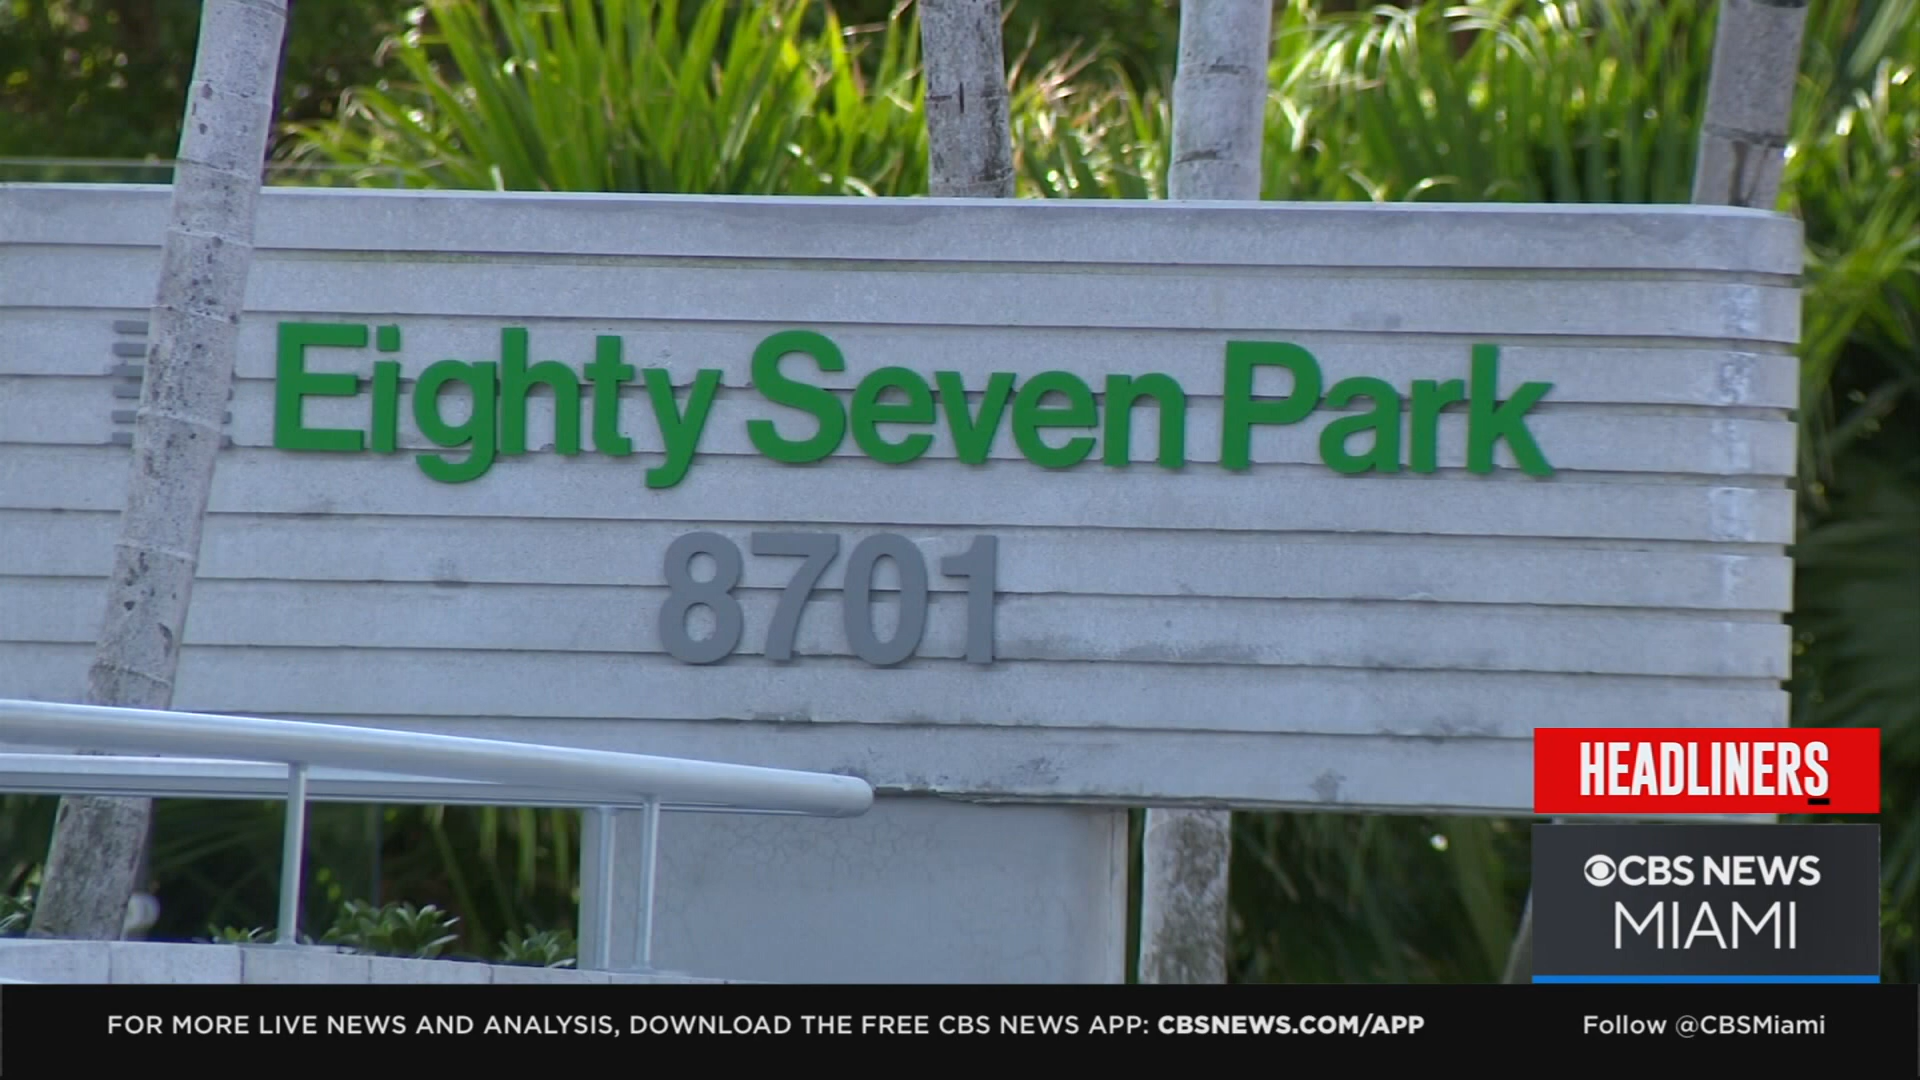 Eighty Seven Park
8701
HEADLINERS
CBS NEWS
MIAMI
FOR MORE LIVE NEWS AND ANALYSIS, DOWNLOAD THE FREE CBS NEWS APP: CBSNEWS.COM/APP
Follow @CBSMiami